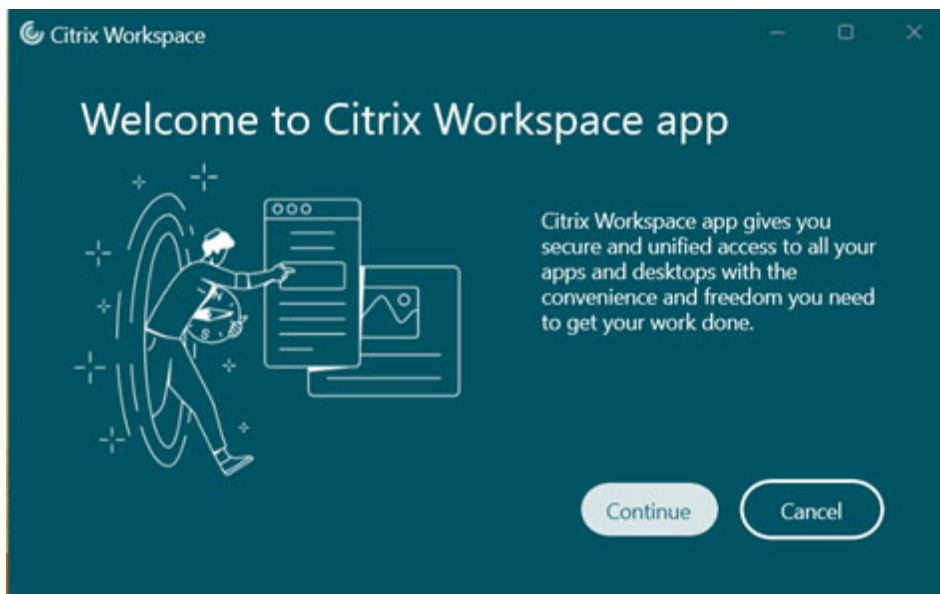 Citrix Workspace
Welcome to Citrix Workspace app
Citrix Workspace app gives you
secure and unified access to all your
apps and desktops with the
convenience and freedom you need
to get your work done.
N
S
Continue
Cancel